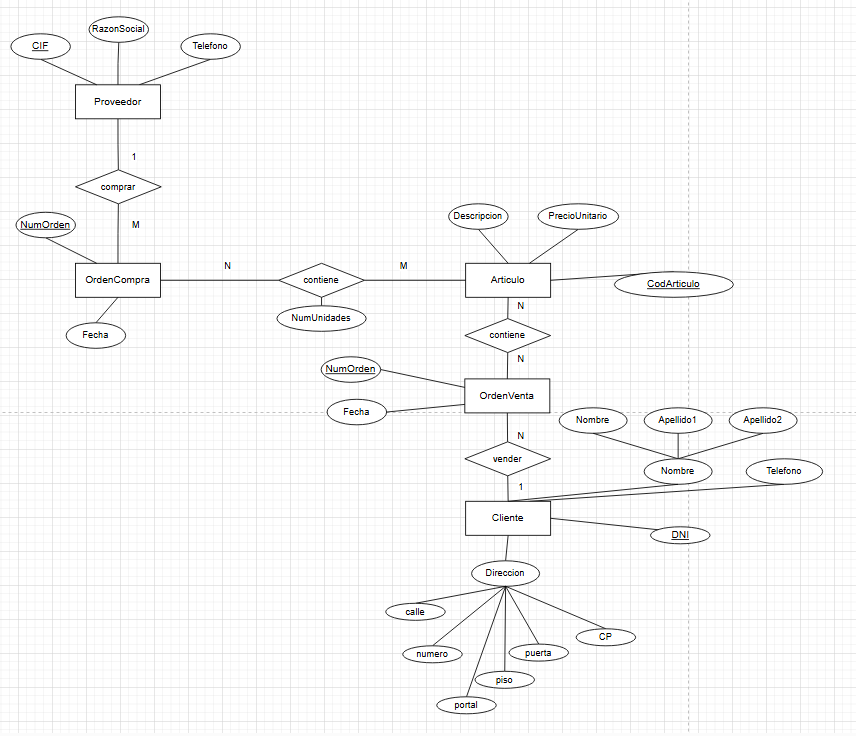 RazonSocial
CIF
Telefono
Proveedor
1
comprar
M
NumOrden
OrdenCompra
Fecha
N
contiene
M
NumUnidades
Descripcion
PrecioUnitario
Articulo
CodArticulo
N
contiene
N
NumOrden
OrdenVenta
Fecha
N
vender
1
Nombre
Apellido1
Apellido2
Nombre
Telefono
Cliente
DNI
Direccion
calle
numero
portal
piso
puerta
CP